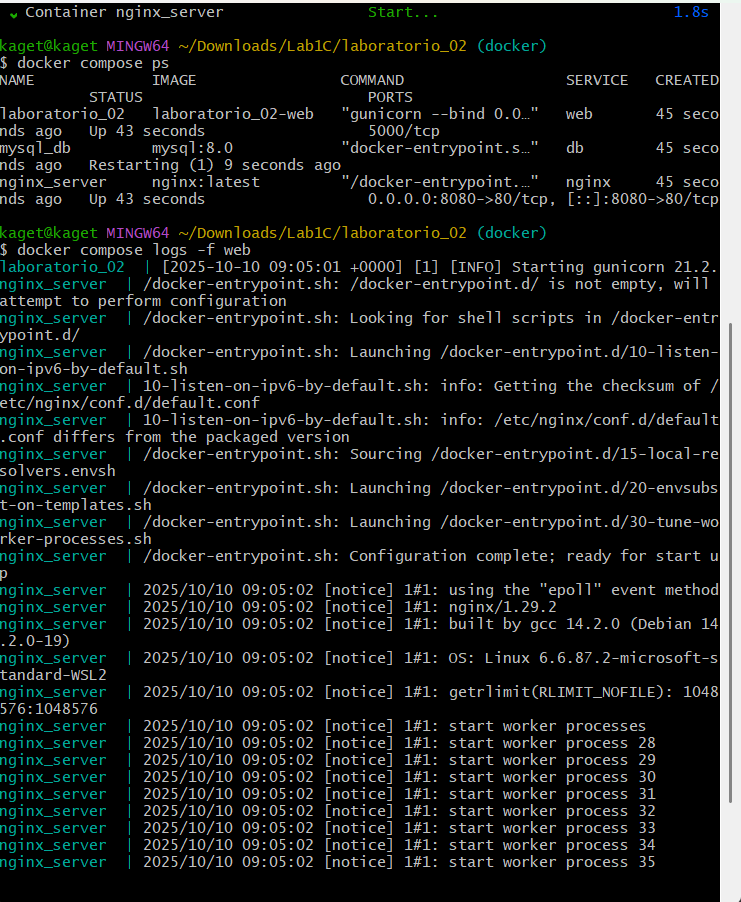 Container nginx_server Start... 1.8s
kaget@kaget MINGW64 ~/Downloads/Lab1C/laboratorio_02 (docker)
$ docker compose ps
NAME IMAGE COMMAND SERVICE CREATED
STATUS PORTS
laboratorio_02 laboratorio_02-web "gunicorn --bind 0.0…" web 45 seco
nds ago Up 43 seconds 5000/tcp
mysql_db mysql:8.0 "docker-entrypoint.s…" db 45 seco
nds ago Restarting (1) 9 seconds ago
nginx_server nginx:latest "/docker-entrypoint.…" nginx 45 seco
nds ago Up 43 seconds 0.0.0.0:8080->80/tcp, [::]:8080->80/tcp
kaget@kaget MINGW64 ~/Downloads/Lab1C/laboratorio_02 (docker)
$ docker compose logs -f web
laboratorio_02 | [2025-10-10 09:05:01 +0000] [1] [INFO] Starting gunicorn 21.2.
nginx_server | /docker-entrypoint.sh: /docker-entrypoint.d/ is not empty, will
attempt to perform configuration
nginx_server | /docker-entrypoint.sh: Looking for shell scripts in /docker-entr
ypoint.d/
nginx_server | /docker-entrypoint.sh: Launching /docker-entrypoint.d/10-listen-
on-ipv6-by-default.sh
nginx_server | 10-listen-on-ipv6-by-default.sh: info: Getting the checksum of /
etc/nginx/conf.d/default.conf
nginx_server | 10-listen-on-ipv6-by-default.sh: info: /etc/nginx/conf.d/default
.conf differs from the packaged version
nginx_server | /docker-entrypoint.sh: Sourcing /docker-entrypoint.d/15-local-re
solvers.envsh
nginx_server | /docker-entrypoint.sh: Launching /docker-entrypoint.d/20-envsubs
t-on-templates.sh
nginx_server | /docker-entrypoint.sh: Launching /docker-entrypoint.d/30-tune-wo
rker-processes.sh
nginx_server | /docker-entrypoint.sh: Configuration complete; ready for start u
p
nginx_server | 2025/10/10 09:05:02 [notice] 1#1: using the "epoll" event method
nginx_server | 2025/10/10 09:05:02 [notice] 1#1: nginx/1.29.2
nginx_server | 2025/10/10 09:05:02 [notice] 1#1: built by gcc 14.2.0 (Debian 14
.2.0-19)
nginx_server | 2025/10/10 09:05:02 [notice] 1#1: OS: Linux 6.6.87.2-microsoft-s
tandard-WSL2
nginx_server | 2025/10/10 09:05:02 [notice] 1#1: getrlimit(RLIMIT_NOFILE): 1048
576:1048576
nginx_server | 2025/10/10 09:05:02 [notice] 1#1: start worker processes
nginx_server | 2025/10/10 09:05:02 [notice] 1#1: start worker process 28
nginx_server | 2025/10/10 09:05:02 [notice] 1#1: start worker process 29
nginx_server | 2025/10/10 09:05:02 [notice] 1#1: start worker process 30
nginx_server | 2025/10/10 09:05:02 [notice] 1#1: start worker process 31
nginx_server | 2025/10/10 09:05:02 [notice] 1#1: start worker process 32
nginx_server | 2025/10/10 09:05:02 [notice] 1#1: start worker process 33
nginx_server | 2025/10/10 09:05:02 [notice] 1#1: start worker process 34
nginx_server | 2025/10/10 09:05:02 [notice] 1#1: start worker process 35